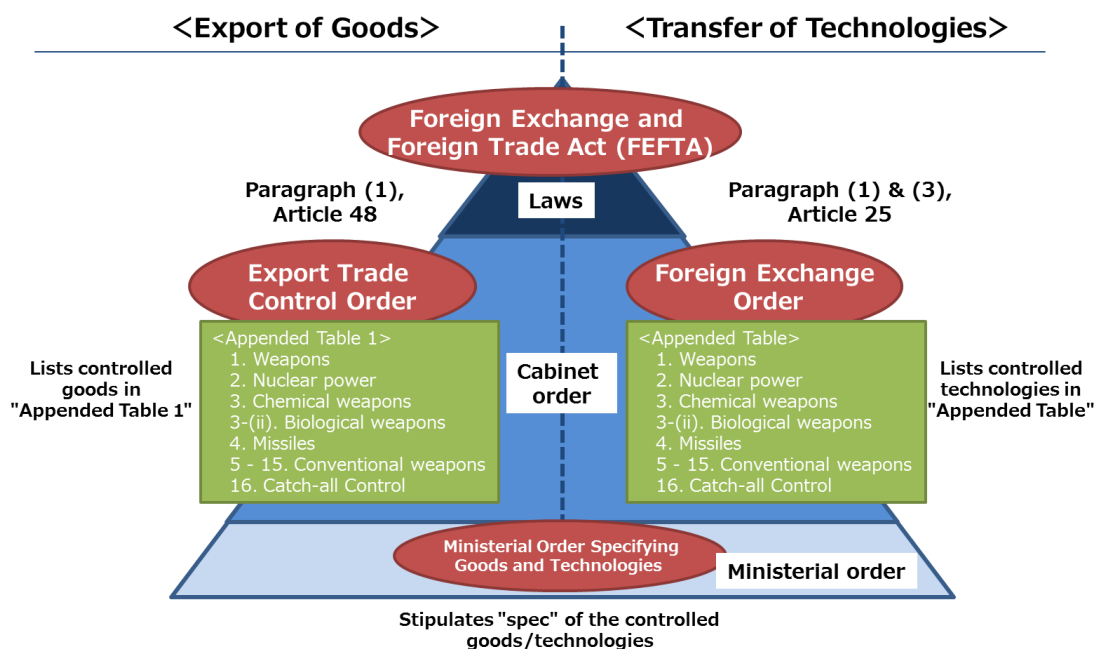 <Export of Goods>
<Transfer of Technologies>
Foreign Exchange and
Foreign Trade Act (FEFTA)
Paragraph (1),
Article 48
Laws
Paragraph (1) & (3),
Article 25
Export Trade
Control Order
Foreign Exchange
Order
Lists controlled
goods in
"Appended Table 1"
<Appended Table 1>
1. Weapons
2. Nuclear power
3. Chemical weapons
3-(ii). Biological weapons
4. Missiles
5 - 15. Conventional weapons
16. Catch-all Control
Cabinet
order
<Appended Table>
1. Weapons
2. Nuclear power
3. Chemical weapons
3-(ii). Biological weapons
4. Missiles
5 - 15. Conventional weapons
16. Catch-all Control
Lists controlled
technologies in
"Appended Table"
Ministerial Order Specifying
Goods and Technologies
Ministerial order
Stipulates "spec" of the controlled
goods/technologies